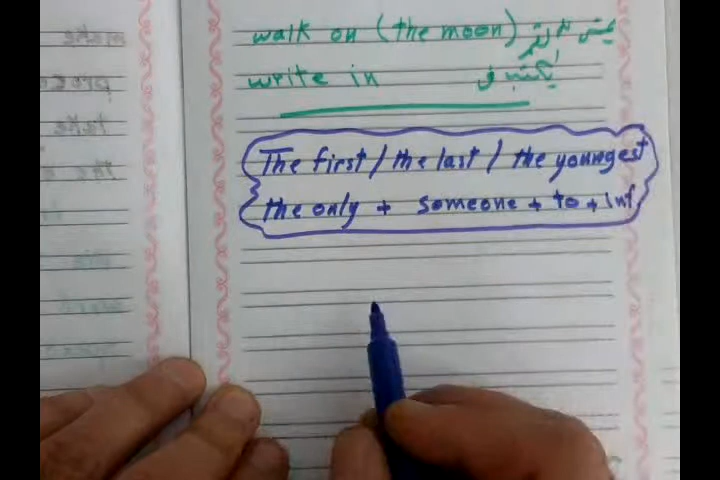 walk on (the moon) يمشى على القمر
write in يكتب فى
The first / the last / the youngest
the only + someone + to + inf